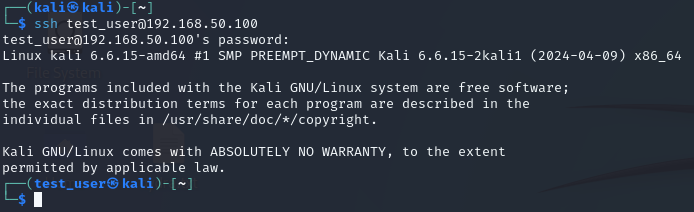 ┌──(kali㉿kali)-[~]
└─$ ssh test_user@192.168.50.100
test_user@192.168.50.100's password:
Linux kali 6.6.15-amd64 #1 SMP PREEMPT_DYNAMIC Kali 6.6.15-2kali1 (2024-04-09) x86_64
The programs included with the Kali GNU/Linux system are free software;
the exact distribution terms for each program are described in the
individual files in /usr/share/doc/*/copyright.
Kali GNU/Linux comes with ABSOLUTELY NO WARRANTY, to the extent
permitted by applicable law.
┌──(test_user㉿kali)-[~]
└─$